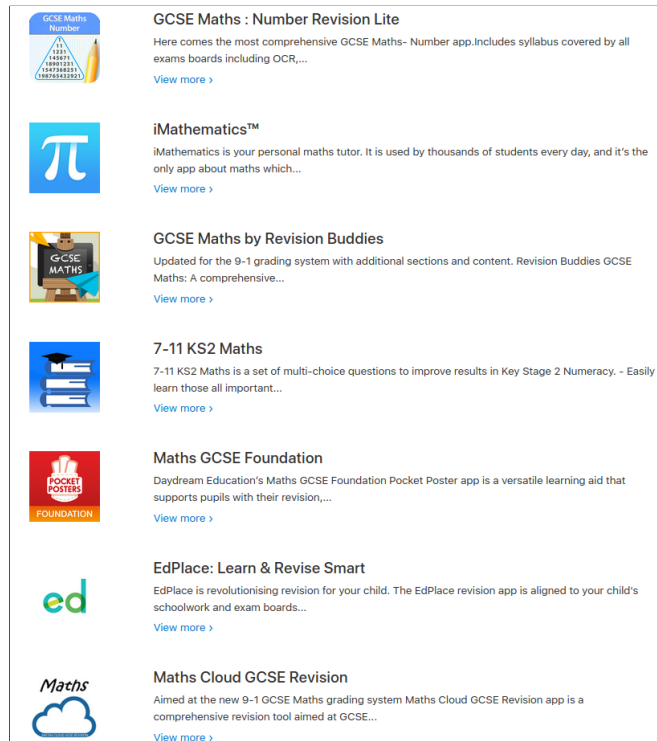 GCSE Maths
Number
1
11
1231
145671
18901231
1547368251
198765432921
GCSE Maths : Number Revision Lite
Here comes the most comprehensive GCSE Maths- Number app.Includes syllabus covered by all
exams boards including OCR,...
View more ›
π
iMathematics™
iMathematics is your personal maths tutor. It is used by thousands of students every day, and it's the
only app about maths which...
View more ›
GCSE
MATHS
GCSE Maths by Revision Buddies
Updated for the 9-1 grading system with additional sections and content. Revision Buddies GCSE
Maths: A comprehensive...
View more ›
7-11 KS2 Maths
7-11 KS2 Maths is a set of multi-choice questions to improve results in Key Stage 2 Numeracy. - Easily
learn those all important...
View more ›
POCKET
POSTERS
FOUNDATION
Maths GCSE Foundation
Daydream Education's Maths GCSE Foundation Pocket Poster app is a versatile learning aid that
supports pupils with their revision,...
View more ›
ed
EdPlace: Learn & Revise Smart
EdPlace is revolutionising revision for your child. The EdPlace revision app is aligned to your child's
schoolwork and exam boards...
View more ›
Maths
Maths Cloud GCSE Revision
Aimed at the new 9-1 GCSE Maths grading system Maths Cloud GCSE Revision app is a
comprehensive revision tool aimed at GCSE...
View more ›